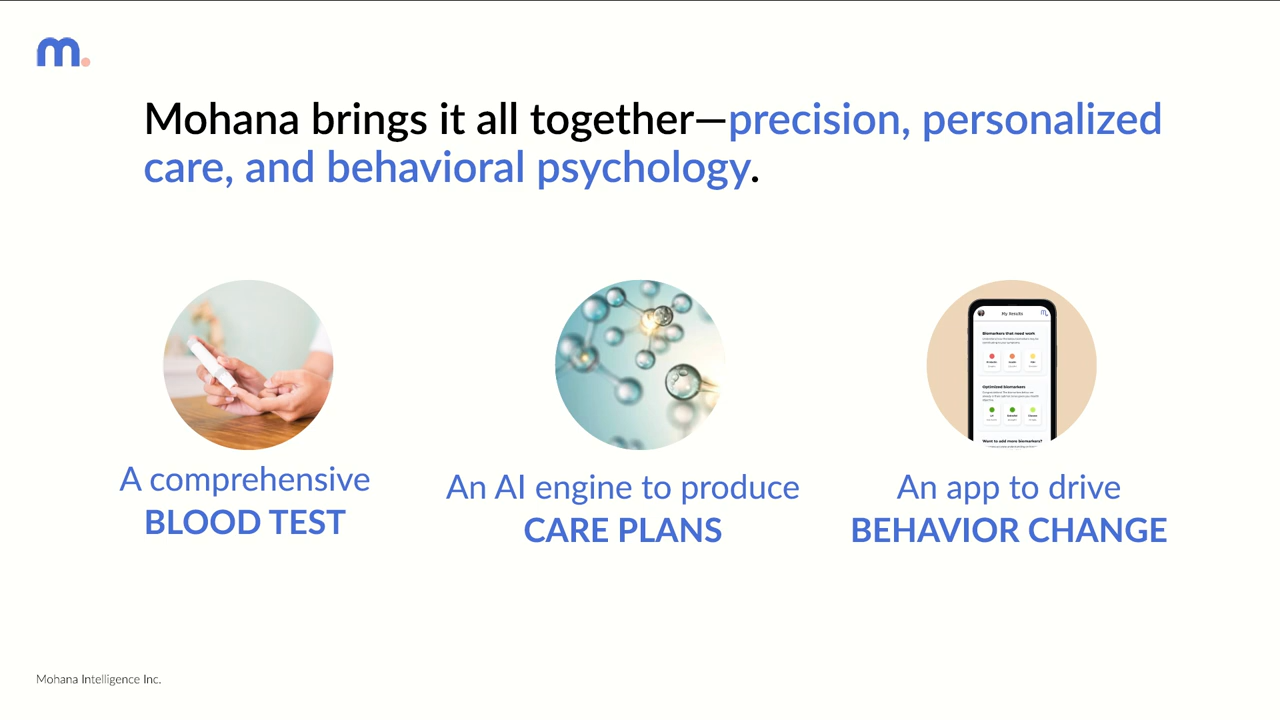 m.
Mohana brings it all together—precision, personalized
care, and behavioral psychology.
My Results
Biomarkers that need work
Optimized biomarkers
Want to add more biomarkers?
A comprehensive
BLOOD TEST
An AI engine to produce
CARE PLANS
An app to drive
BEHAVIOR CHANGE
Mohana Intelligence Inc.